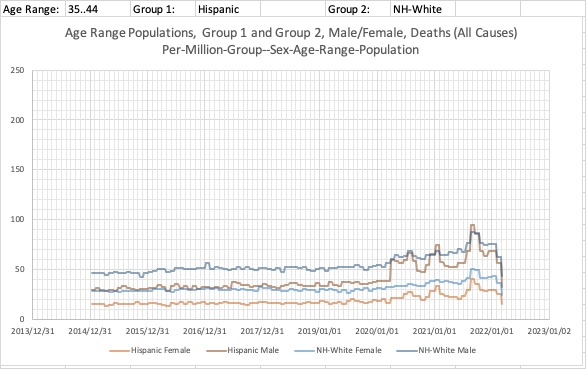 Age Range: 35..44 Group 1: Hispanic Group 2: NH-White
Age Range Populations, Group 1 and Group 2, Male/Female, Deaths (All Causes)
Per-Million-Group--Sex-Age-Range-Population
250
200
150
100
50
0
2013/12/31 2014/12/31 2015/12/31 2016/12/31 2017/12/31 2019/01/01 2020/01/01 2021/01/01 2022/01/01 2023/01/02
Hispanic Female Hispanic Male NH-White Female NH-White Male